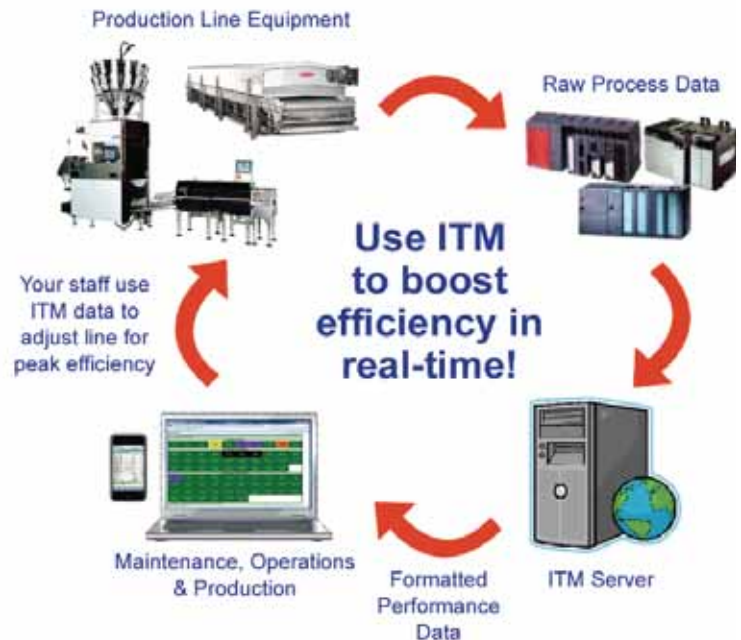 Production Line Equipment
Raw Process Data
Use ITM
to boost
efficiency in
real-time!
Your staff use
ITM data to
adjust line for
peak efficiency
Maintenance, Operations
& Production
Formatted
Performance
Data
ITM Server